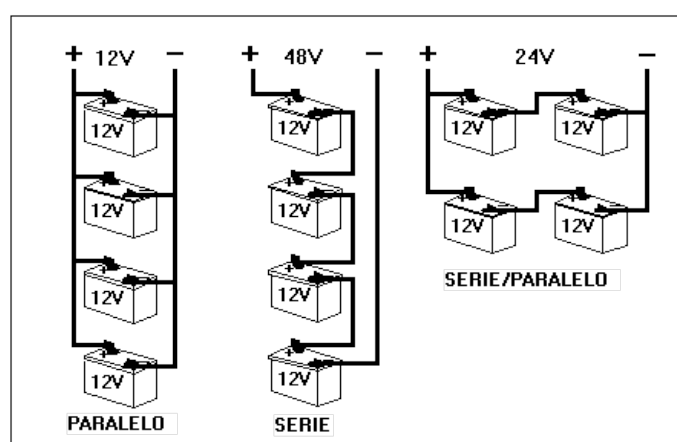 + 12V −
12V
12V
12V
12V
PARALELO
+ 48V −
12V
12V
12V
12V
SERIE
+ 24V −
12V 12V
12V 12V
SERIE/PARALELO